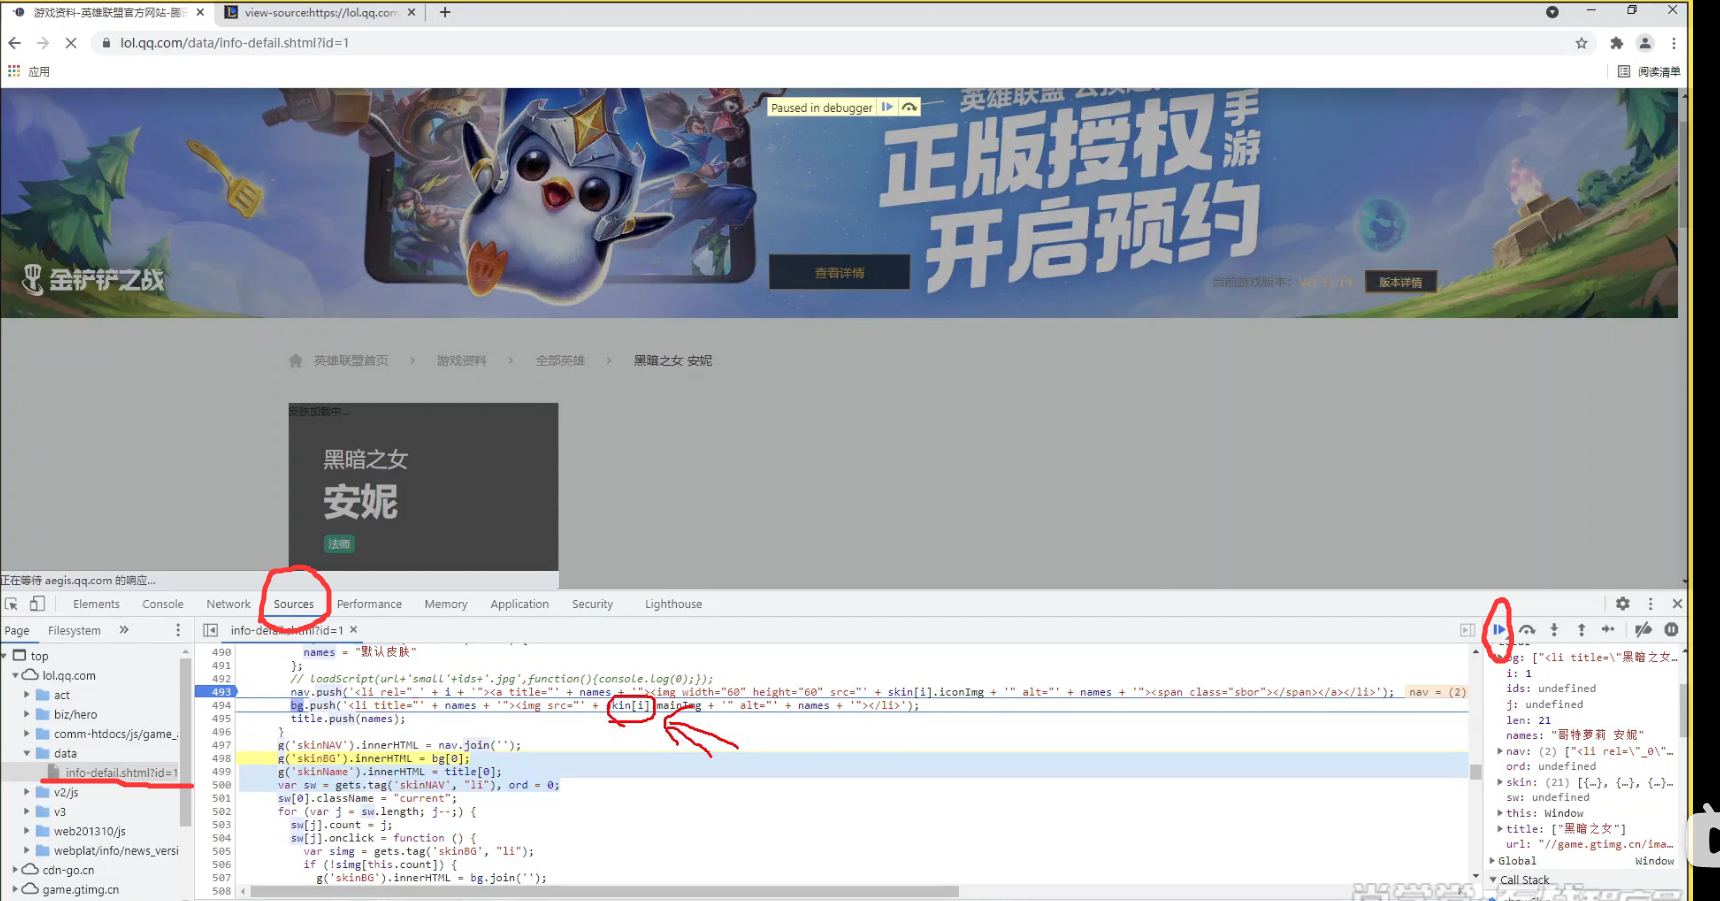 游戏资料-英雄联盟官方网站-腾讯
view-source:https://lol.qq.com
lol.qq.com/data/info-defail.shtml?id=1
应用
阅读清单
Paused in debugger
英雄联盟
手游
正版授权
开启预约
金铲铲之战
查看详情
当前游戏版本：Ver 11.14
版本详情
英雄联盟首页 > 游戏资料 > 全部英雄 > 黑暗之女 安妮
皮肤加载中...
黑暗之女
安妮
法师
正在等待 aegis.qq.com 的响应...
Elements Console Network Sources Performance Memory Application Security Lighthouse
Page Filesystem »
info-defail.shtml?id=1 ×
top
lol.qq.com
act
biz/hero
comm-htdocs/js/game_
data
info-defail.shtml?id=1
v2/js
v3
web201310/js
webplat/info/news_versi
cdn-go.cn
game.gtimg.cn
490 names = "默认皮肤"
491 };
492 // loadScript(url+'small'+ids+'.jpg',function(){console.log(0);});
493 nav.push('<li rel="_' + i + '"><a title="' + names + '"><img width="60" height="60" src="' + skin[i].iconImg + '" alt="' + names + '"><span class="sbor"></span></a></li>'); nav = (2)
494 bg.push('<li title="' + names + '"><img src="' + skin[i].mainImg + '" alt="' + names + '"></li>');
495 title.push(names);
496 }
497 g('skinNAV').innerHTML = nav.join('');
498 g('skinBG').innerHTML = bg[0];
499 g('skinName').innerHTML = title[0];
500 var sw = gets.tag('skinNAV', "li"), ord = 0;
501 sw[0].className = "current";
502 for (var j = sw.length; j--;) {
503 sw[j].count = j;
504 sw[j].onclick = function () {
505 var simg = gets.tag('skinBG', "li");
506 if (!simg[this.count]) {
507 g('skinBG').innerHTML = bg.join('');
508
bg: ["<li title=\"黑暗之女…
i: 1
ids: undefined
j: undefined
len: 21
names: "哥特萝莉 安妮"
nav: (2) ["<li rel=\"_0\"…
ord: undefined
skin: (21) [{…}, {…}, {…}…
sw: undefined
this: Window
title: ["黑暗之女"]
url: "//game.gtimg.cn/ima…
Global Window
Call Stack